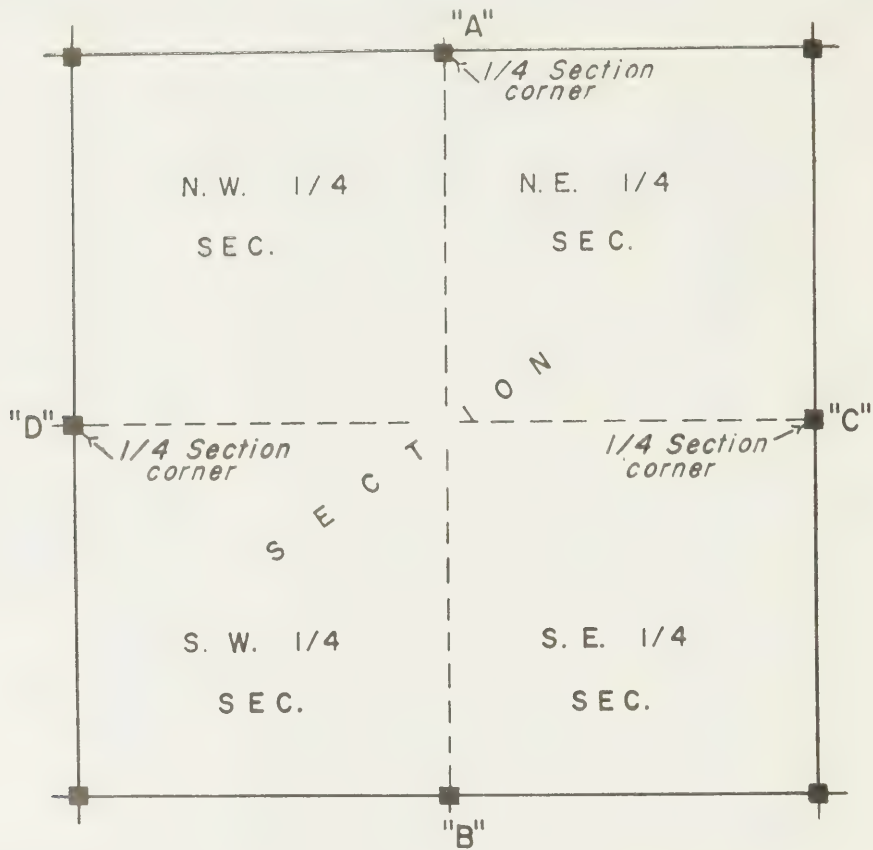 "A"
1/4 Section
corner
N. W. 1/4
SEC.
N. E. 1/4
SEC.
SECTION
"D"
1/4 Section
corner
"C"
1/4 Section
corner
S. W. 1/4
SEC.
S. E. 1/4
SEC.
"B"